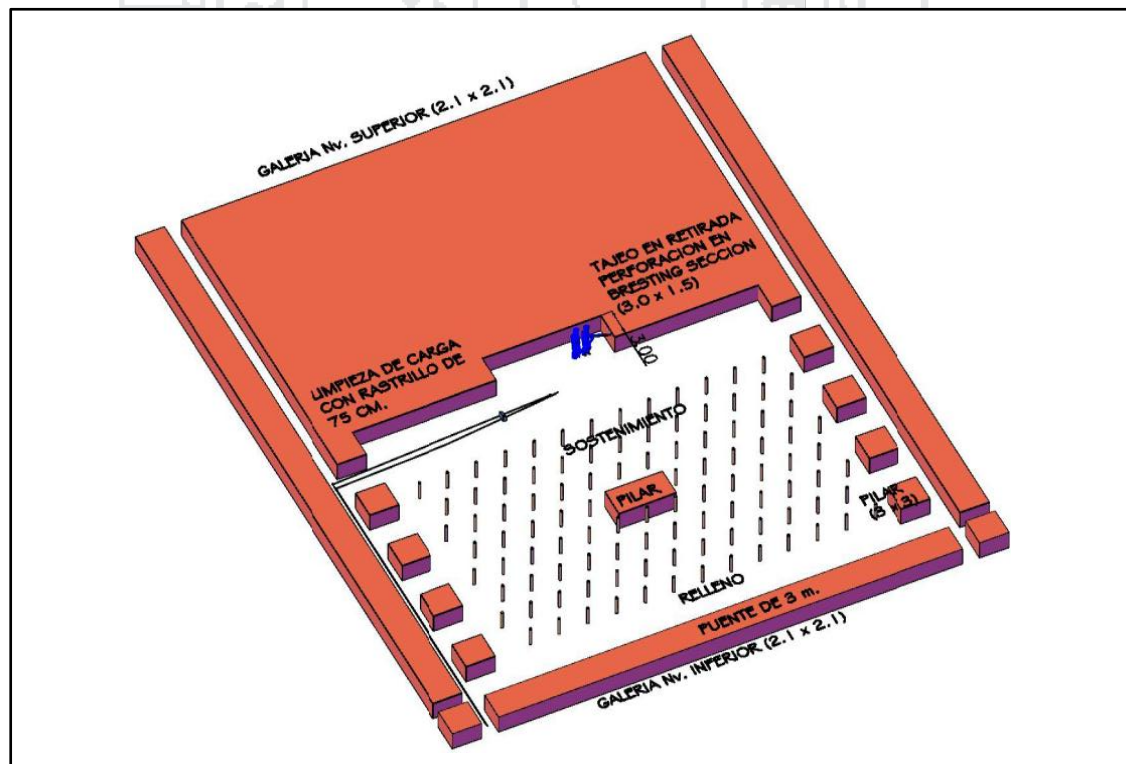 GALERIA Nv. SUPERIOR (2.1 x 2.1)
TAJEO EN RETIRADA
PERFORACION EN
BRESTING SECCION
(3.0 x 1.5)
3.00
LIMPIEZA DE CARGA
CON RASTRILLO DE
75 CM.
SOSTENIMIENTO
PILAR
PILAR
(3 x 3)
RELLENO
PUENTE DE 3 m.
GALERIA Nv. INFERIOR (2.1 x 2.1)